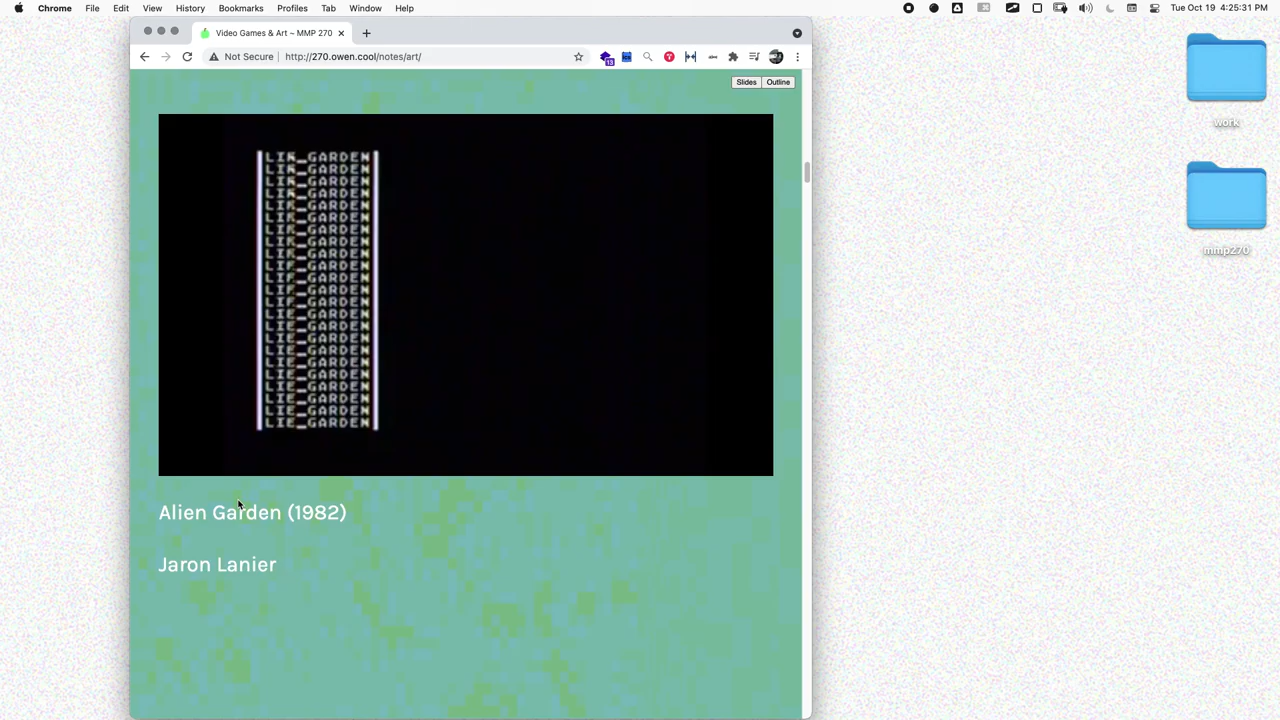 Chrome File Edit View History Bookmarks Profiles Tab Window Help
Tue Oct 19 4:25:31 PM
Video Games & Art ~ MMP 270
Not Secure http://270.owen.cool/notes/art/
13
Slides Outline
LIE_GARDEN
LIE_GARDEN
LIE_GARDEN
LIE_GARDEN
LIE_GARDEN
LIE_GARDEN
LIE_GARDEN
LIE_GARDEN
LIE_GARDEN
LIE_GARDEN
Alien Garden (1982)
Jaron Lanier
work
mmp270